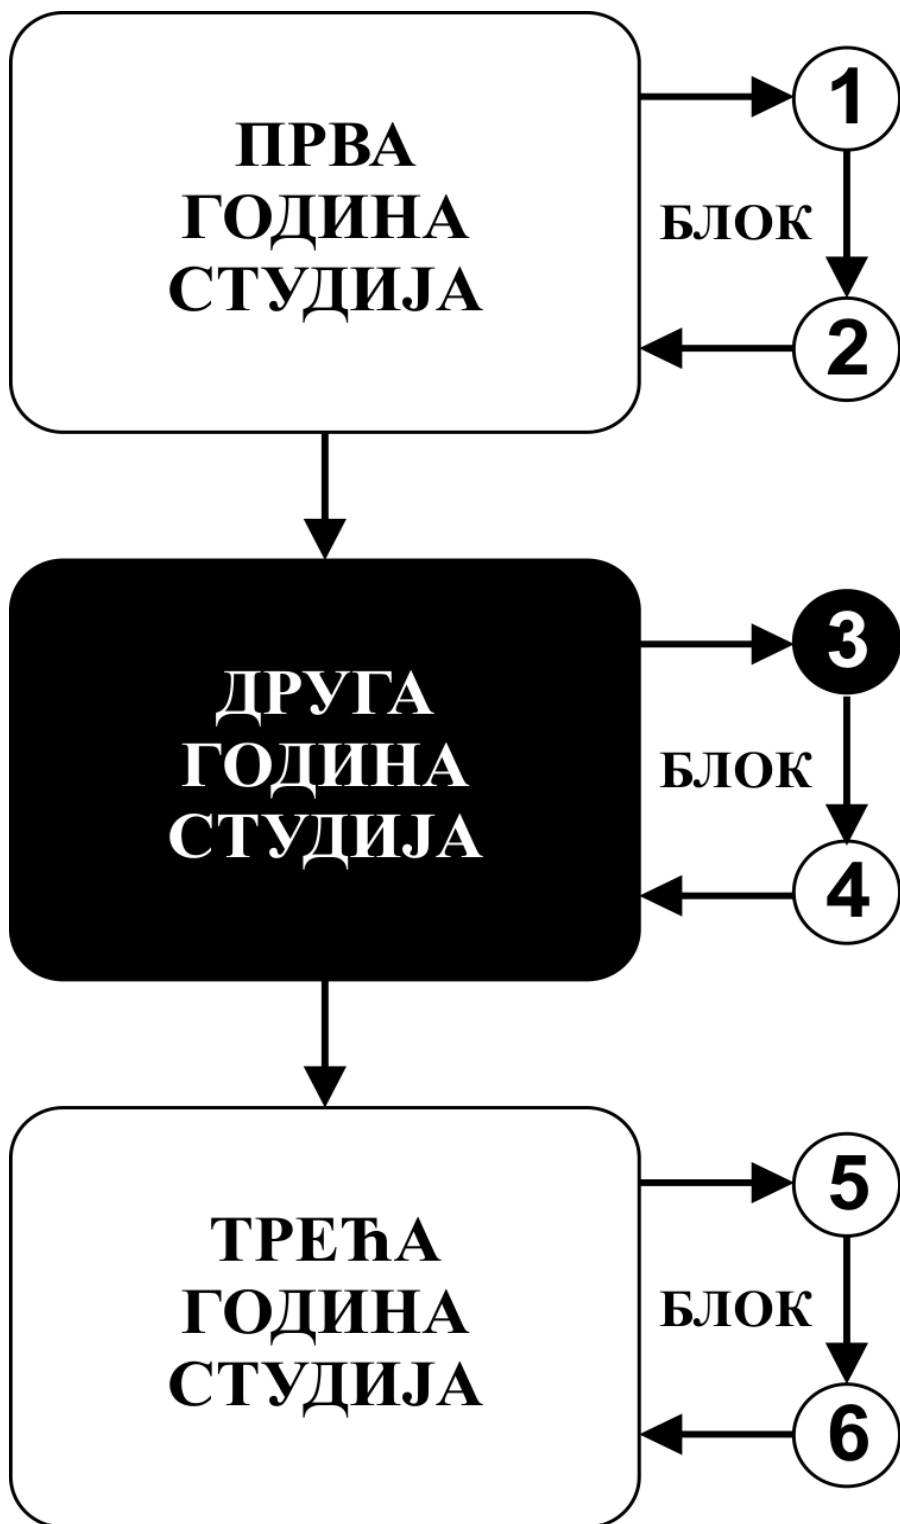 ПРВА
ГОДИНА
СТУДИЈА
1
БЛОК
2
ДРУГА
ГОДИНА
СТУДИЈА
3
БЛОК
4
ТРЕЋА
ГОДИНА
СТУДИЈА
5
БЛОК
6